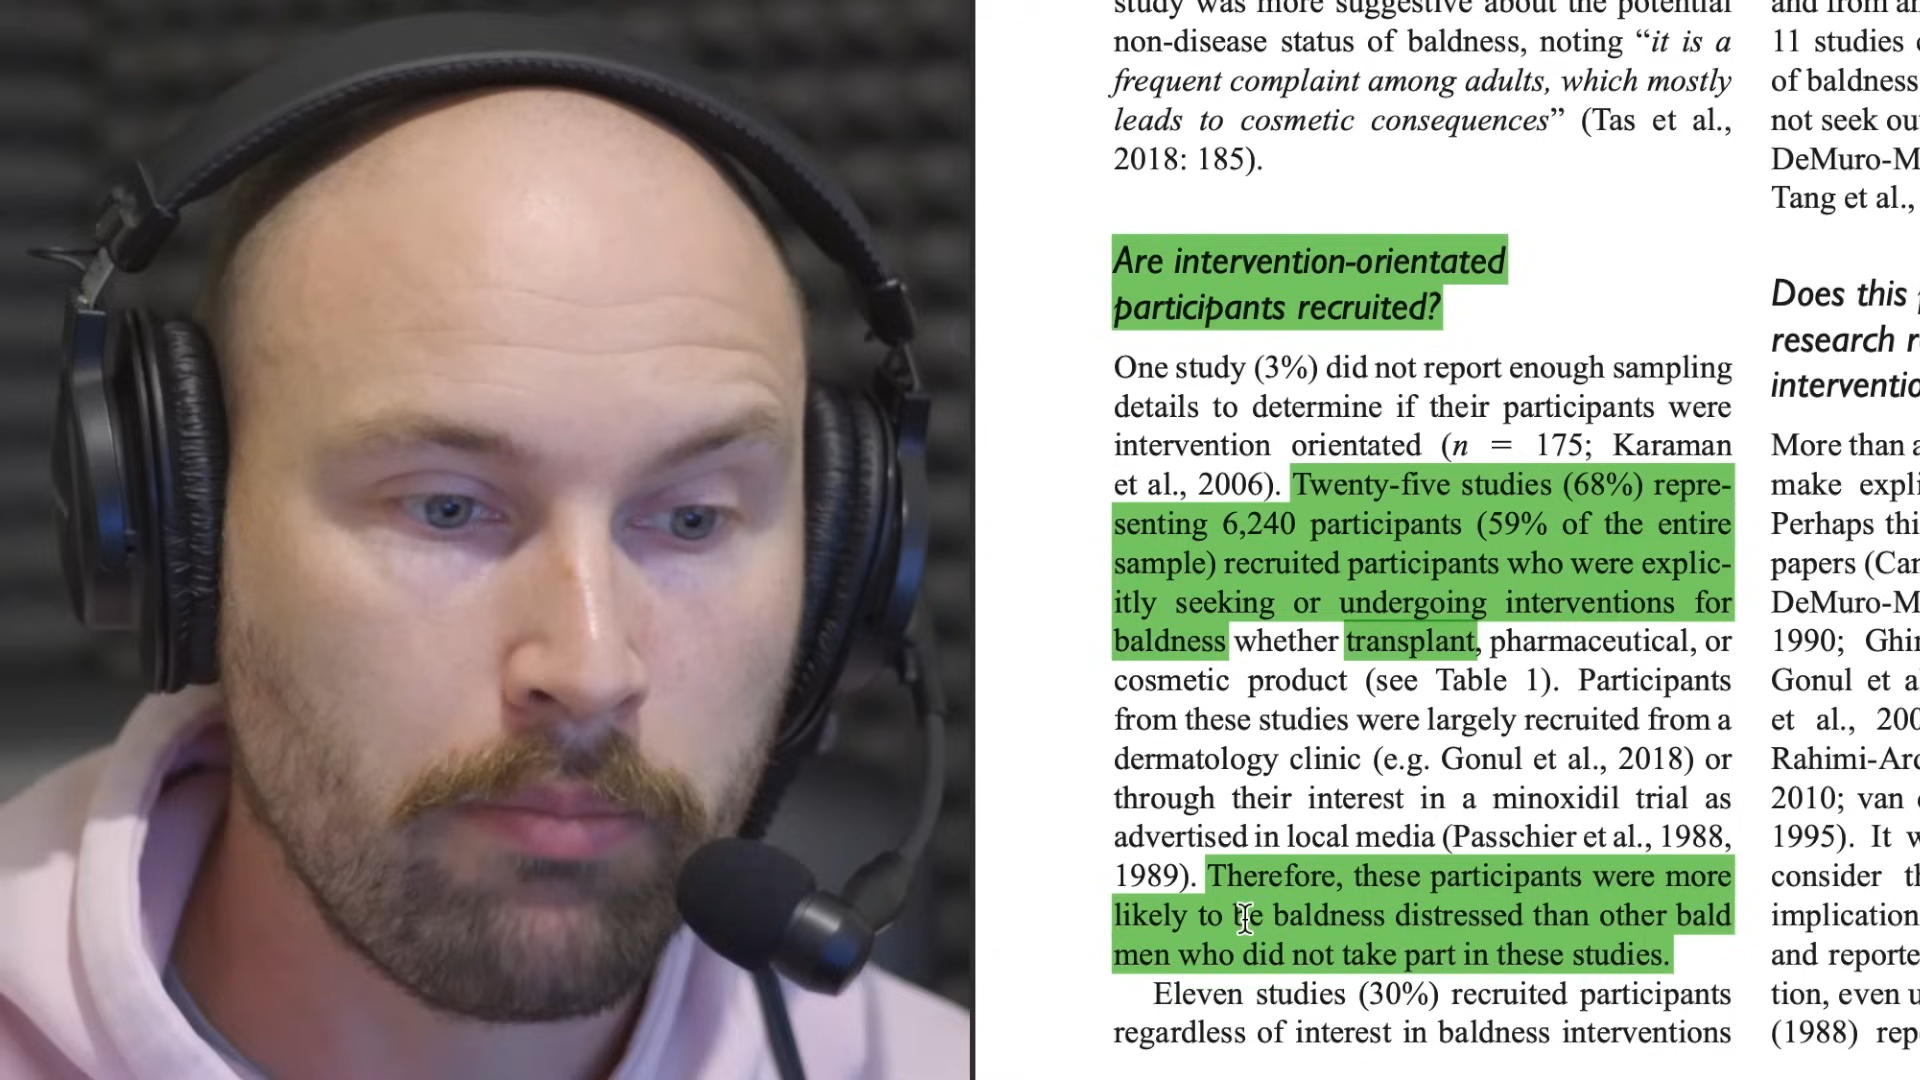 study was more suggestive about the potential
non-disease status of baldness, noting “it is a
frequent complaint among adults, which mostly
leads to cosmetic consequences” (Tas et al.,
2018: 185).
Are intervention-orientated
participants recruited?
One study (3%) did not report enough sampling
details to determine if their participants were
intervention orientated (n = 175; Karaman
et al., 2006). Twenty-five studies (68%) repre-
senting 6,240 participants (59% of the entire
sample) recruited participants who were explic-
itly seeking or undergoing interventions for
baldness whether transplant, pharmaceutical, or
cosmetic product (see Table 1). Participants
from these studies were largely recruited from a
dermatology clinic (e.g. Gonul et al., 2018) or
through their interest in a minoxidil trial as
advertised in local media (Passchier et al., 1988,
1989). Therefore, these participants were more
likely to be baldness distressed than other bald
men who did not take part in these studies.
Eleven studies (30%) recruited participants
regardless of interest in baldness interventions
and from
11 studies
of baldness
not seek
DeMuro-M
Tang et al.,
Does this
research
More than
make
Perhaps
papers
DeMuro-M
1990;
Gonul et
et al.,
Rahimi-
2010; van
1995). It
consider
implication
and reporte
tion, even
(1988)